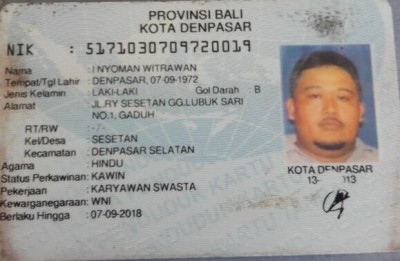 PROVINSI BALI
KOTA DENPASAR
NIK : 5171030709720019
Nama : I NYOMAN WITRAWAN
Tempat/Tgl Lahir : DENPASAR, 07-09-1972
Jenis Kelamin : LAKI-LAKI Gol Darah : B
Alamat : JL.RY SESETAN GG.LUBUK SARI
NO.1, GADUH
RT/RW : -/-
Kel/Desa : SESETAN
Kecamatan : DENPASAR SELATAN
Agama : HINDU
Status Perkawinan: KAWIN
Pekerjaan : KARYAWAN SWASTA
Kewarganegaraan: WNI
Berlaku Hingga : 07-09-2018
KOTA DENPASAR